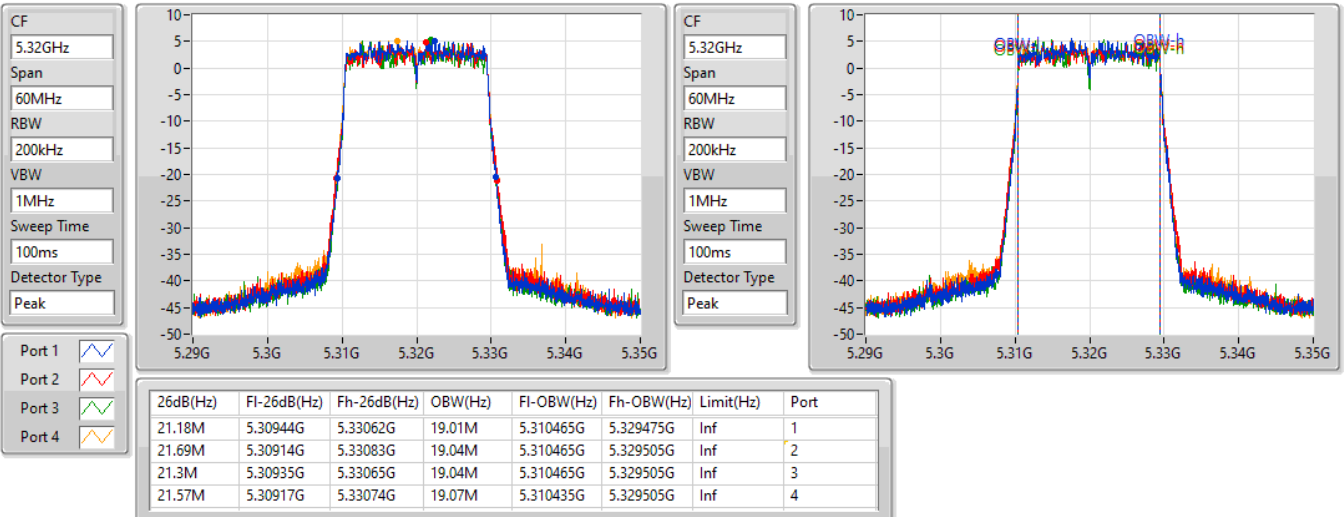 CF
5.32GHz
Span
60MHz
RBW
200kHz
VBW
1MHz
Sweep Time
100ms
Detector Type
Peak
Port 1
Port 2
Port 3
Port 4
10
5
0
-5
-10
-15
-20
-25
-30
-35
-40
-45
-50
5.29G 5.3G 5.31G 5.32G 5.33G 5.34G 5.35G
CF
5.32GHz
Span
60MHz
RBW
200kHz
VBW
1MHz
Sweep Time
100ms
Detector Type
Peak
10
5
0
-5
-10
-15
-20
-25
-30
-35
-40
-45
-50
OBW-h
5.29G 5.3G 5.31G 5.32G 5.33G 5.34G 5.35G
26dB(Hz) Fl-26dB(Hz) Fh-26dB(Hz) OBW(Hz) Fl-OBW(Hz) Fh-OBW(Hz) Limit(Hz) Port
21.18M 5.30944G 5.33062G 19.01M 5.310465G 5.329475G Inf 1
21.69M 5.30914G 5.33083G 19.04M 5.310465G 5.329505G Inf 2
21.3M 5.30935G 5.33065G 19.04M 5.310465G 5.329505G Inf 3
21.57M 5.30917G 5.33074G 19.07M 5.310435G 5.329505G Inf 4